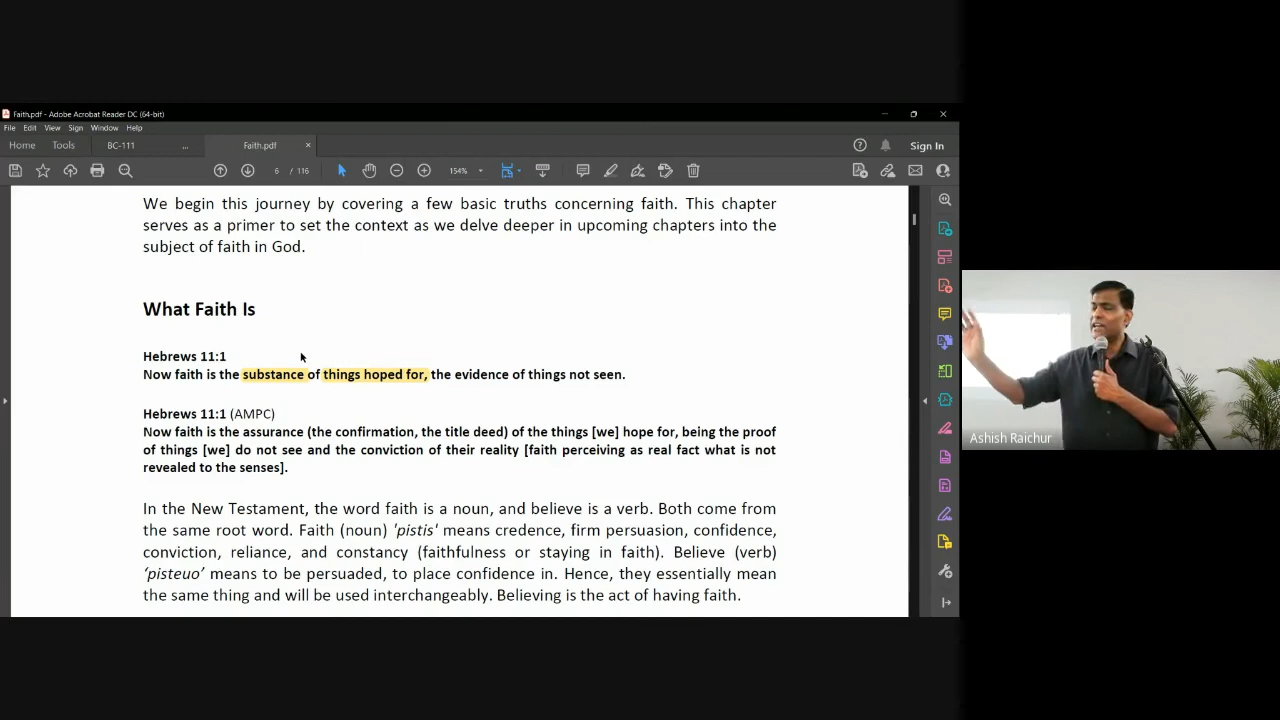 Faith.pdf - Adobe Acrobat Reader DC (64-bit)
File Edit View Sign Window Help
Home Tools BC-111 ... Faith.pdf × Sign In
6 / 116 154%
We begin this journey by covering a few basic truths concerning faith. This chapter
serves as a primer to set the context as we delve deeper in upcoming chapters into the
subject of faith in God.
What Faith Is
Hebrews 11:1
Now faith is the substance of things hoped for, the evidence of things not seen.
Hebrews 11:1 (AMPC)
Now faith is the assurance (the confirmation, the title deed) of the things [we] hope for, being the proof
of things [we] do not see and the conviction of their reality [faith perceiving as real fact what is not
revealed to the senses].
In the New Testament, the word faith is a noun, and believe is a verb. Both come from
the same root word. Faith (noun) 'pistis' means credence, firm persuasion, confidence,
conviction, reliance, and constancy (faithfulness or staying in faith). Believe (verb)
‘pisteuo’ means to be persuaded, to place confidence in. Hence, they essentially mean
the same thing and will be used interchangeably. Believing is the act of having faith.
Ashish Raichur